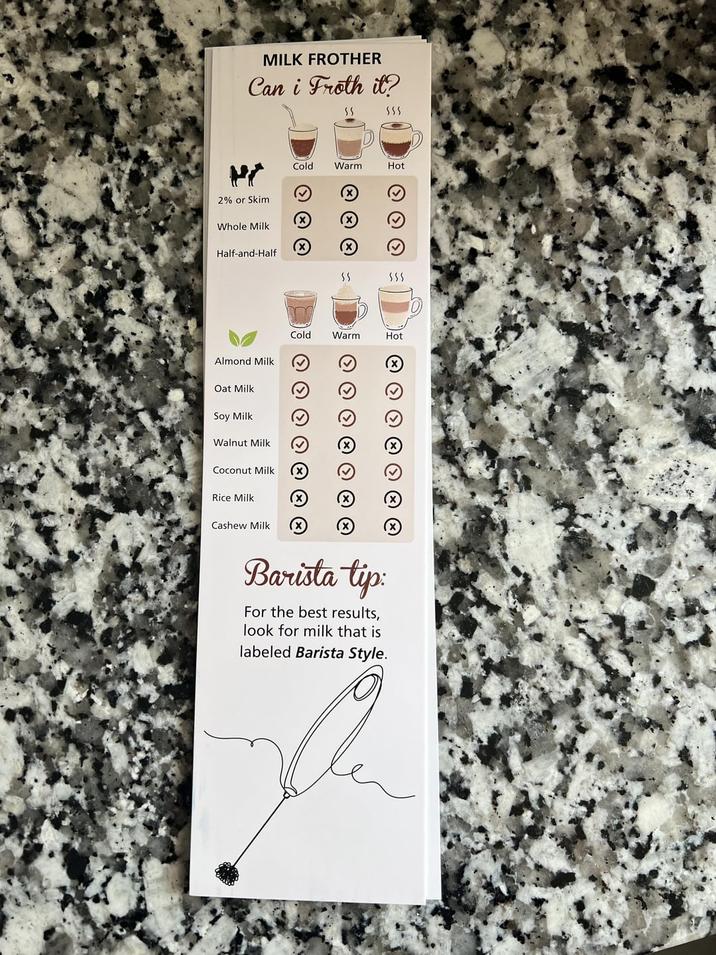 MILK FROTHER
Can i Froth it?
Cold Warm Hot
2% or Skim
Whole Milk
Half-and-Half
Cold Warm Hot
Almond Milk
Oat Milk
Soy Milk
Walnut Milk
Coconut Milk
Rice Milk
Cashew Milk
Barista tip:
For the best results,
look for milk that is
labeled Barista Style.